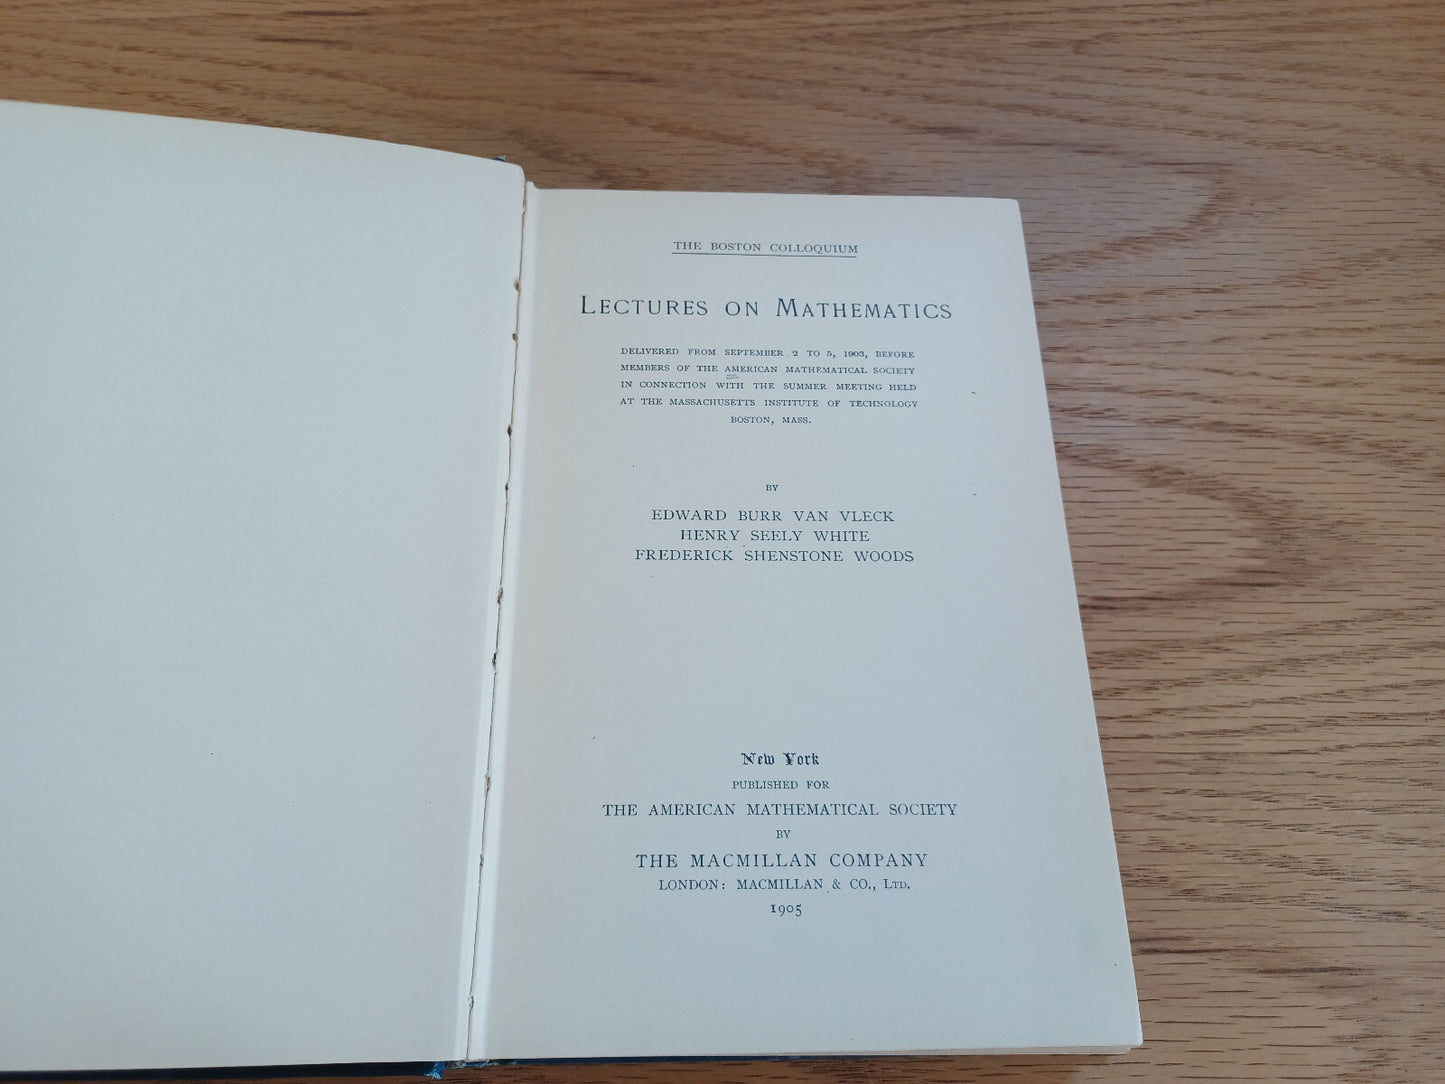 THE BOSTON COLLOQUIUM
LECTURES ON MATHEMATICS
DELIVERED FROM SEPTEMBER 2 TO 5, 1903, BEFORE
MEMBERS OF THE AMERICAN MATHEMATICAL SOCIETY
IN CONNECTION WITH THE SUMMER MEETING HELD
AT THE MASSACHUSETTS INSTITUTE OF TECHNOLOGY
BOSTON, MASS.
BY
EDWARD BURR VAN VLECK
HENRY SEELY WHITE
FREDERICK SHENSTONE WOODS
New York
PUBLISHED FOR
THE AMERICAN MATHEMATICAL SOCIETY
BY
THE MACMILLAN COMPANY
LONDON: MACMILLAN & CO., LTD.
1905